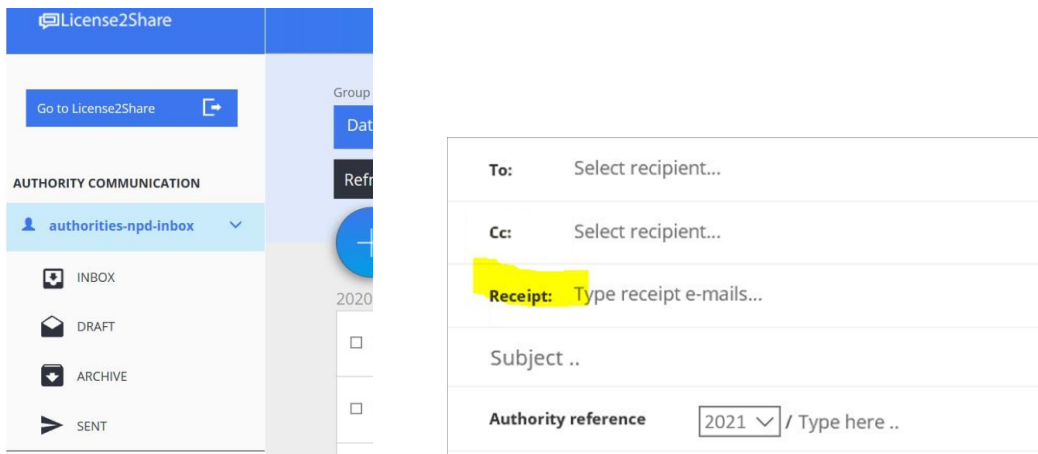 License2Share
Go to License2Share
AUTHORITY COMMUNICATION
authorities-npd-inbox
INBOX
DRAFT
ARCHIVE
SENT
Group
Dat
Refr
2020
To: Select recipient...
Cc: Select recipient...
Receipt: Type receipt e-mails...
Subject ..
Authority reference 2021 / Type here ..